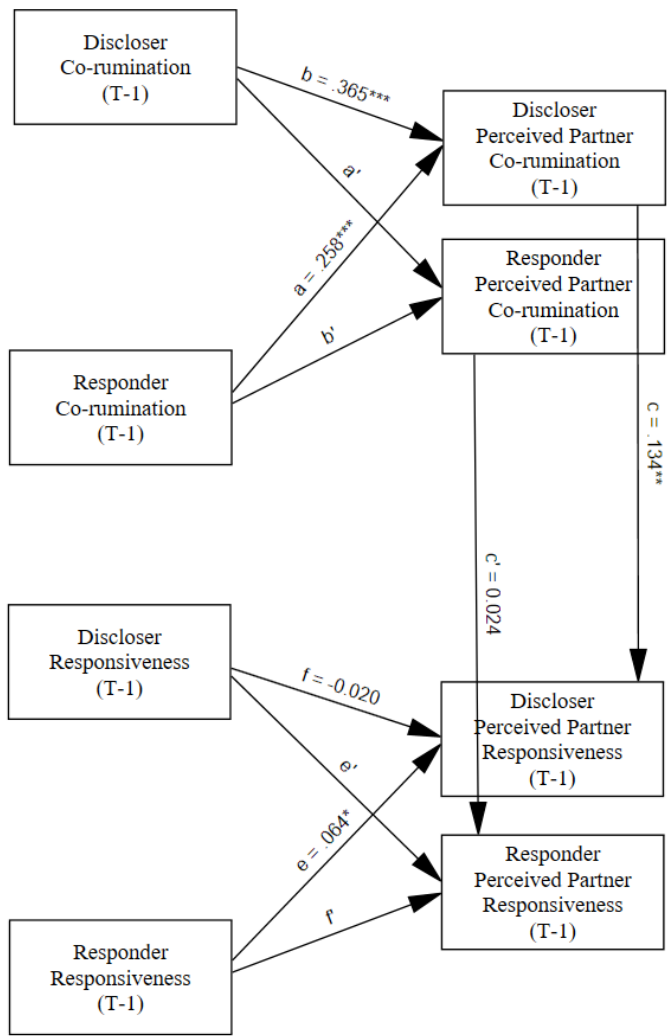 Discloser
Co-rumination
(T-1)
b = .365***
Discloser
Perceived Partner
Co-rumination
(T-1)
a'
a = .258***
Responder
Perceived Partner
Co-rumination
(T-1)
b'
Responder
Co-rumination
(T-1)
c = .134**
c' = 0.024
Discloser
Responsiveness
(T-1)
f = -0.020
Discloser
Perceived Partner
Responsiveness
(T-1)
e'
e = .064*
Responder
Perceived Partner
Responsiveness
(T-1)
f'
Responder
Responsiveness
(T-1)